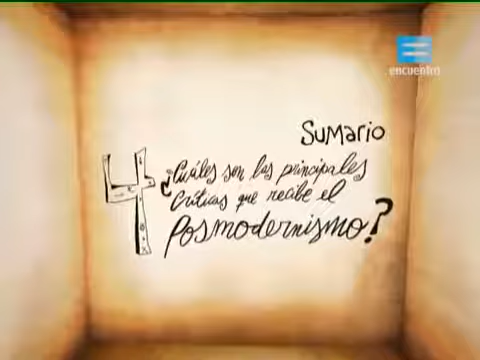 encuentro
Sumario
4 ¿Cuáles son las principales
críticas que recibe el
Posmodernismo?